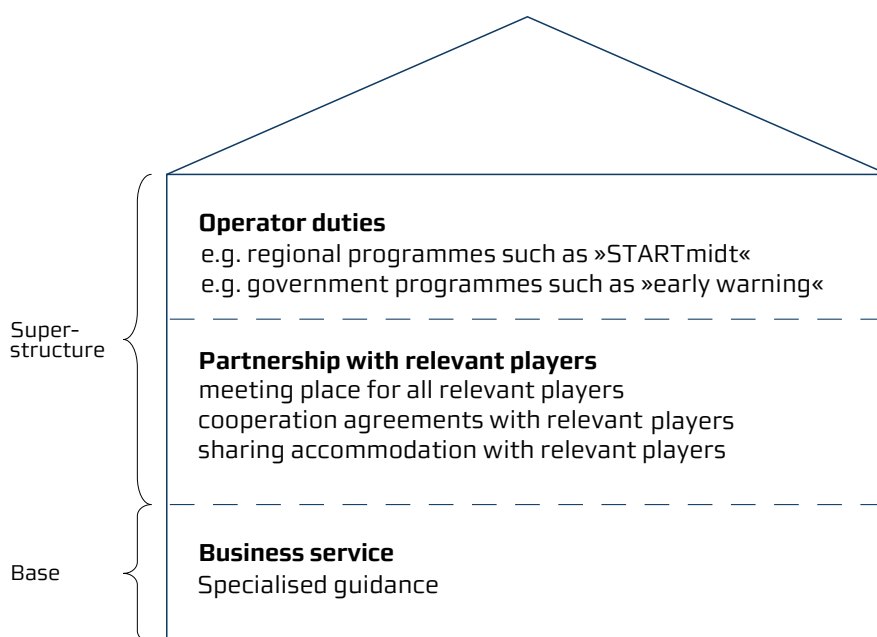 Operator duties
e.g. regional programmes such as »STARTmidt«
e.g. government programmes such as »early warning«
Super-
structure
Partnership with relevant players
meeting place for all relevant players
cooperation agreements with relevant players
sharing accommodation with relevant players
Business service
Base
Specialised guidance